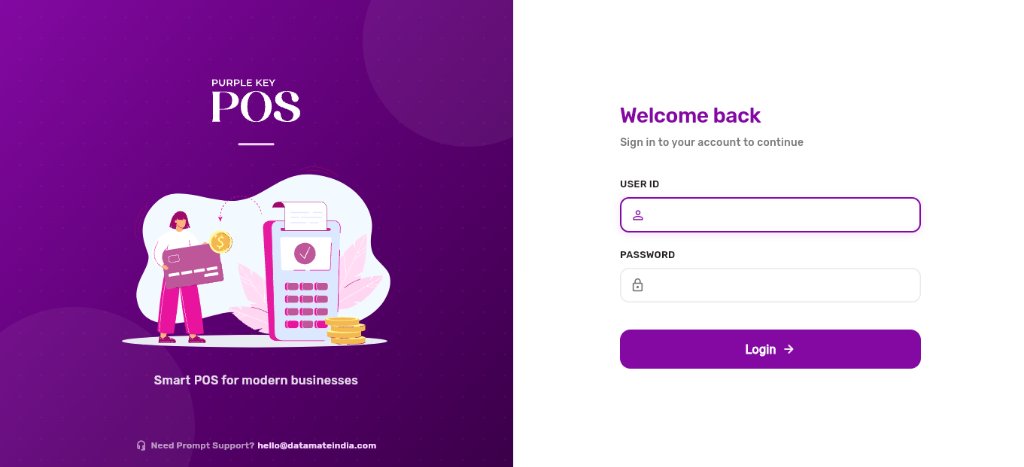 PURPLE KEY
POS
Smart POS for modern businesses
Need Prompt Support? hello@datamateindia.com
Welcome back
Sign in to your account to continue
USER ID
PASSWORD
Login